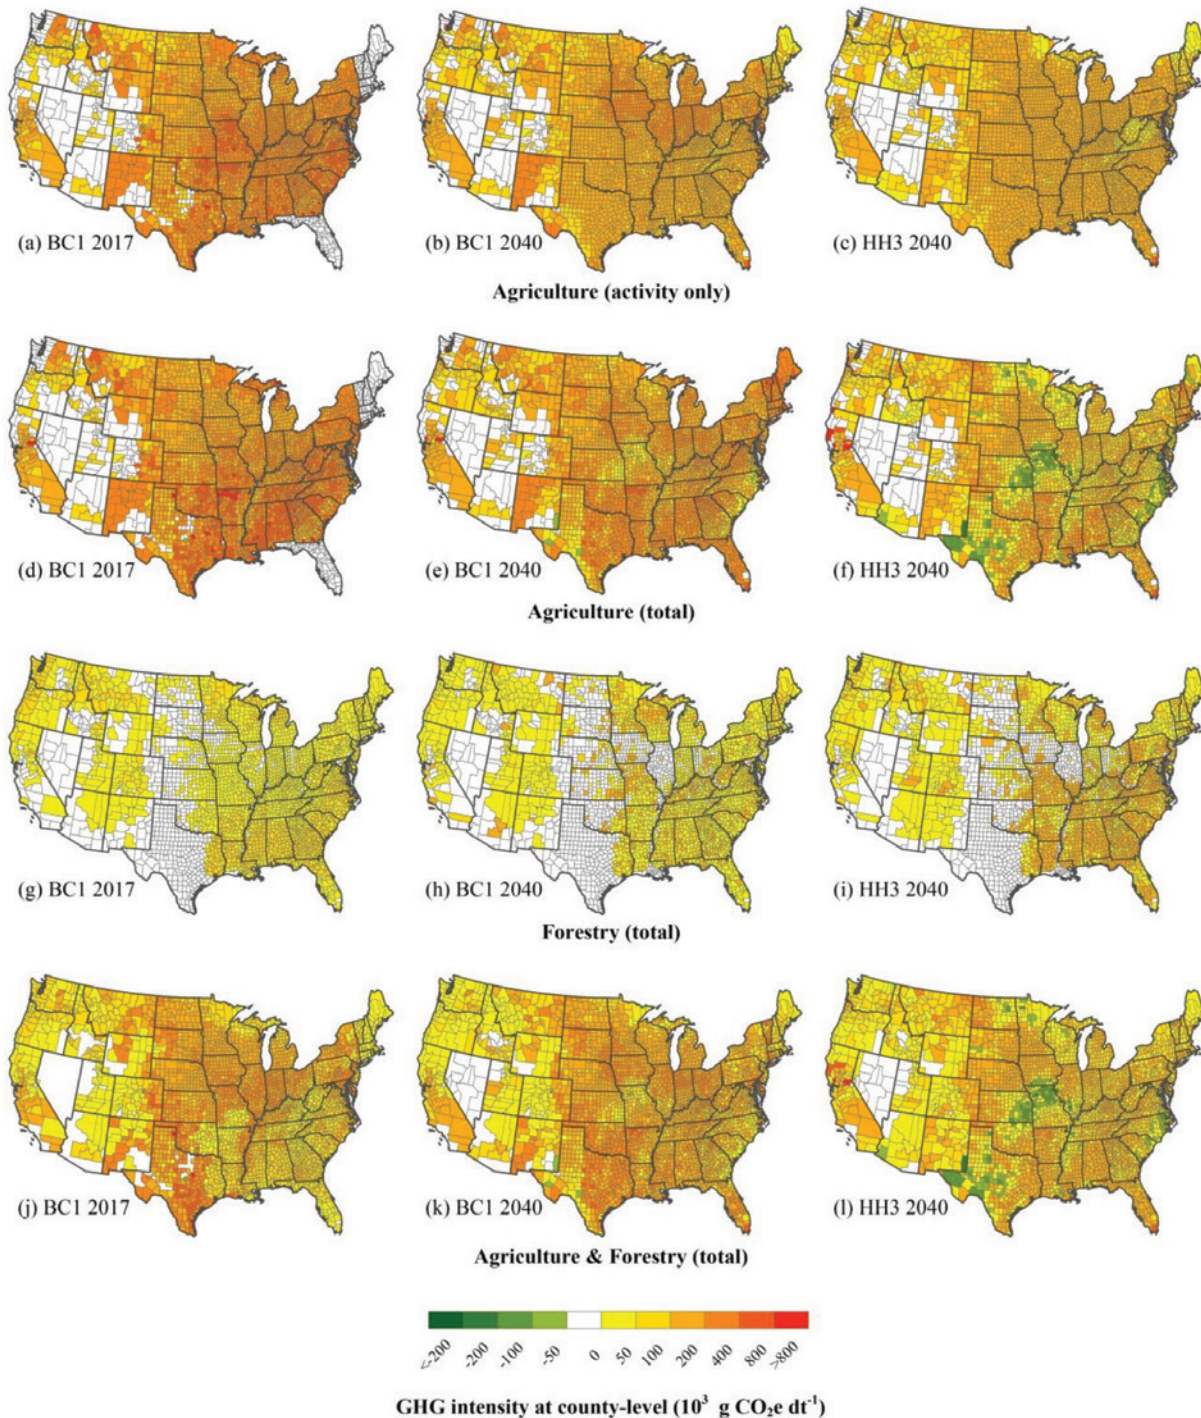 (a) BC1 2017
(b) BC1 2040
(c) HH3 2040
Agriculture (activity only)
(d) BC1 2017
(e) BC1 2040
(f) HH3 2040
Agriculture (total)
(g) BC1 2017
(h) BC1 2040
(i) HH3 2040
Forestry (total)
(j) BC1 2017
(k) BC1 2040
(l) HH3 2040
Agriculture & Forestry (total)
<-200 -200 -100 -50 0 50 100 200 400 800 >800
GHG intensity at county-level (10³ g CO₂e dt⁻¹)